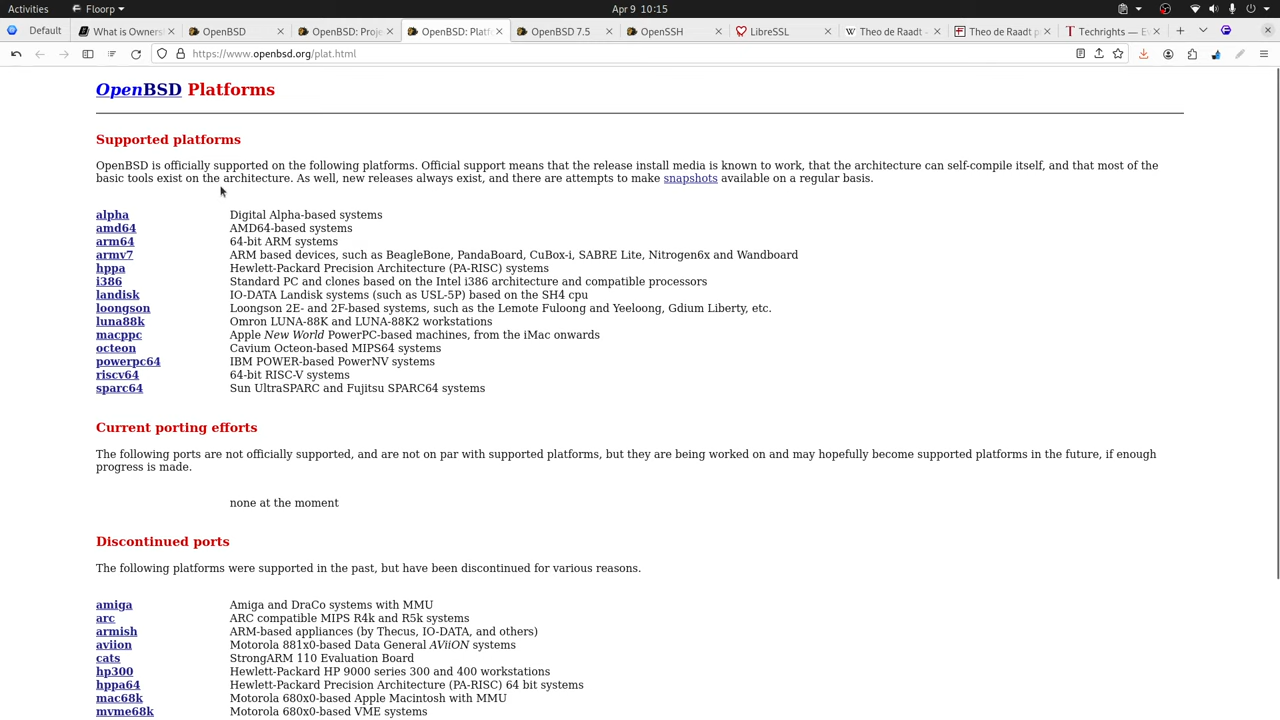 Activities
Floorp
Apr 9 10:15
Default
What is Owners
OpenBSD
OpenBSD: Proje
OpenBSD: Platf
OpenBSD 7.5
OpenSSH
LibreSSL
Theo de Raadt -
Theo de Raadt p
Techrights — E
https://www.openbsd.org/plat.html
OpenBSD Platforms
Supported platforms
OpenBSD is officially supported on the following platforms. Official support means that the release install media is known to work, that the architecture can self-compile itself, and that most of the
basic tools exist on the architecture. As well, new releases always exist, and there are attempts to make snapshots available on a regular basis.
alpha Digital Alpha-based systems
amd64 AMD64-based systems
arm64 64-bit ARM systems
armv7 ARM based devices, such as BeagleBone, PandaBoard, CuBox-i, SABRE Lite, Nitrogen6x and Wandboard
hppa Hewlett-Packard Precision Architecture (PA-RISC) systems
i386 Standard PC and clones based on the Intel i386 architecture and compatible processors
landisk IO-DATA Landisk systems (such as USL-5P) based on the SH4 cpu
loongson Loongson 2E- and 2F-based systems, such as the Lemote Fuloong and Yeeloong, Gdium Liberty, etc.
luna88k Omron LUNA-88K and LUNA-88K2 workstations
macppc Apple New World PowerPC-based machines, from the iMac onwards
octeon Cavium Octeon-based MIPS64 systems
powerpc64 IBM POWER-based PowerNV systems
riscv64 64-bit RISC-V systems
sparc64 Sun UltraSPARC and Fujitsu SPARC64 systems
Current porting efforts
The following ports are not officially supported, and are not on par with supported platforms, but they are being worked on and may hopefully become supported platforms in the future, if enough
progress is made.
none at the moment
Discontinued ports
The following platforms were supported in the past, but have been discontinued for various reasons.
amiga Amiga and DraCo systems with MMU
arc ARC compatible MIPS R4k and R5k systems
armish ARM-based appliances (by Thecus, IO-DATA, and others)
aviion Motorola 881x0-based Data General AViiON systems
cats StrongARM 110 Evaluation Board
hp300 Hewlett-Packard HP 9000 series 300 and 400 workstations
hppa64 Hewlett-Packard Precision Architecture (PA-RISC) 64 bit systems
mac68k Motorola 680x0-based Apple Macintosh with MMU
mvme68k Motorola 680x0-based VME systems